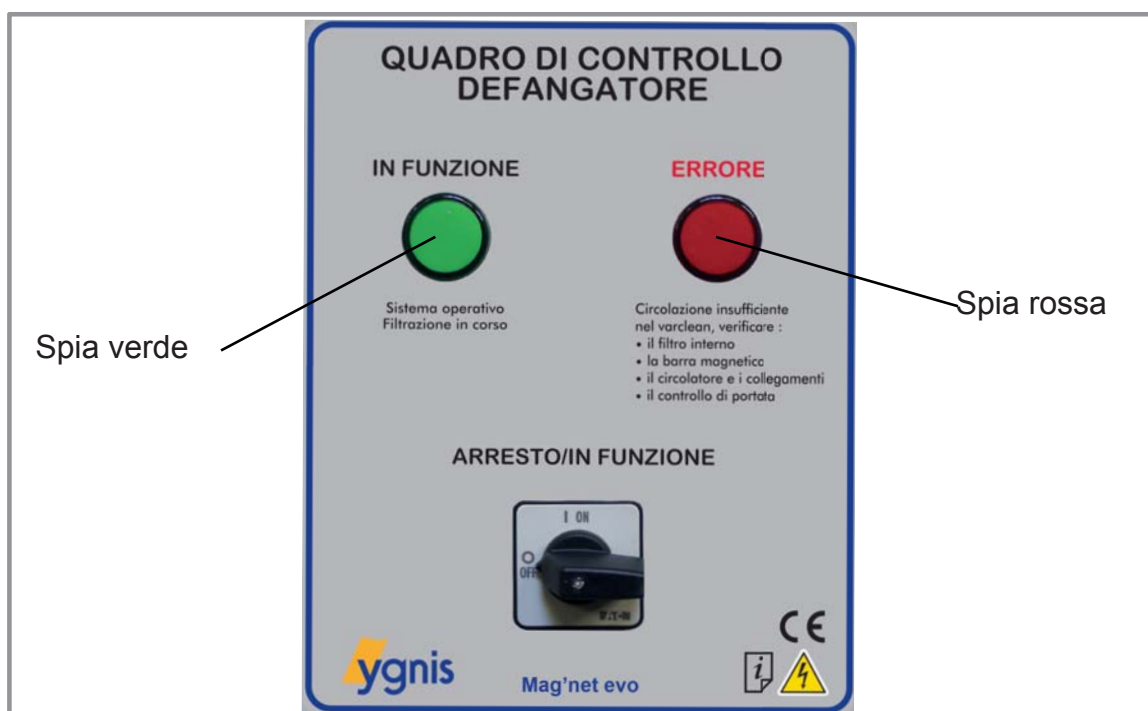 QUADRO DI CONTROLLO
DEFANGATORE
IN FUNZIONE
ERRORE
Sistema operativo
Filtrazione in corso
Circolazione insufficiente
nel varclean, verificare :
• il filtro interno
• la barra magnetica
• il circolatore e i collegamenti
• il controllo di portata
Spia verde
Spia rossa
ARRESTO/IN FUNZIONE
I ON
O
OFF
EATON
ygnis
Mag'net evo
CE
i